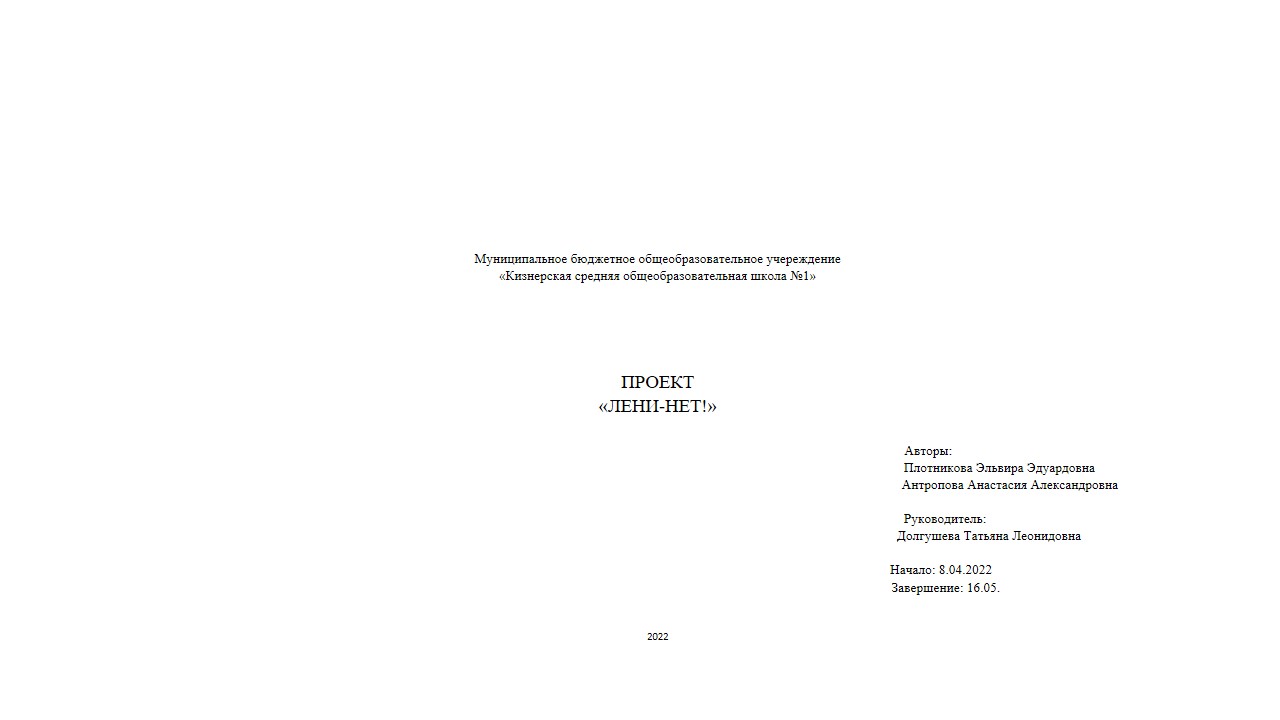 Муниципальное бюджетное общеобразовательное учереждение
«Кизнерская средняя общеобразовательная школа №1»
ПРОЕКТ
«ЛЕНИ-НЕТ!»
Авторы:
Плотникова Эльвира Эдуардовна
Антропова Анастасия Александровна
Руководитель:
Долгушева Татьяна Леонидовна
Начало: 8.04.2022
Завершение: 16.05.
2022